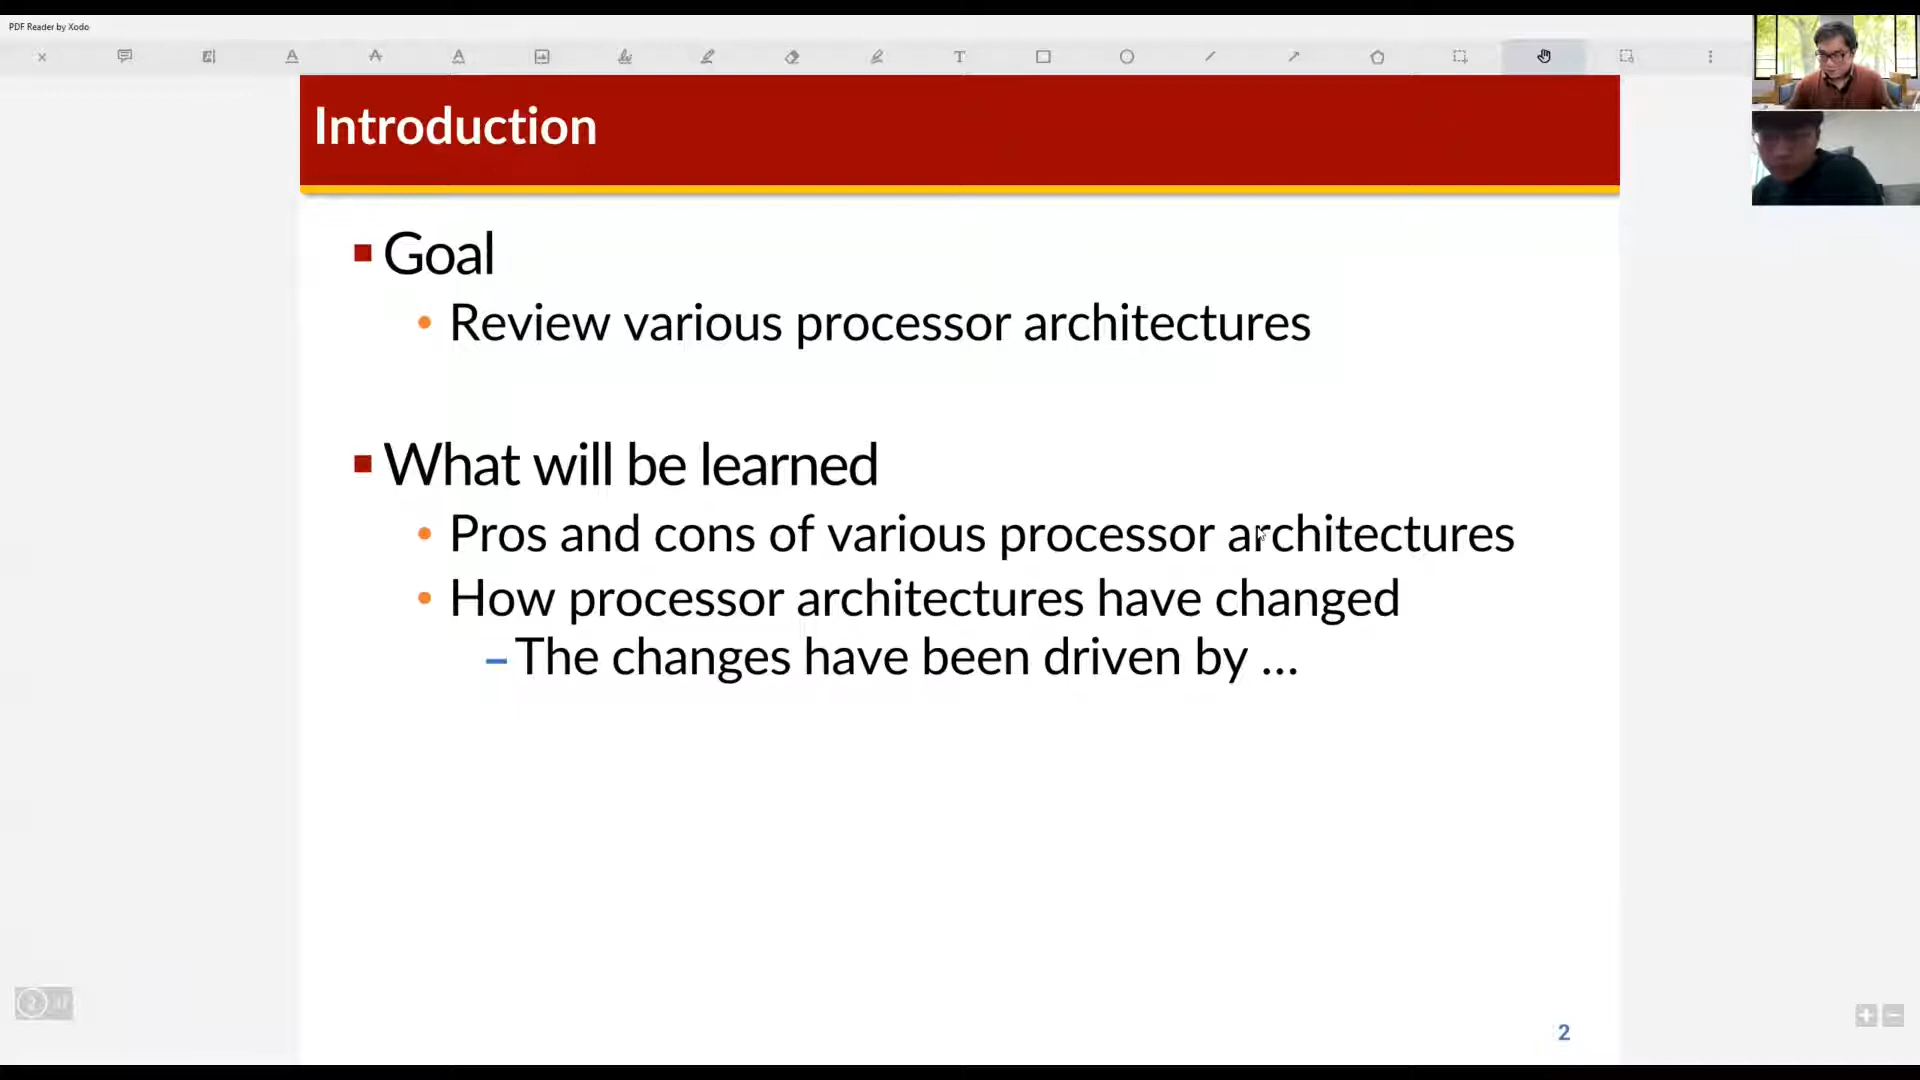 PDF Reader by Xodo
Introduction
Goal
Review various processor architectures
What will be learned
Pros and cons of various processor architectures
How processor architectures have changed
– The changes have been driven by ...
2